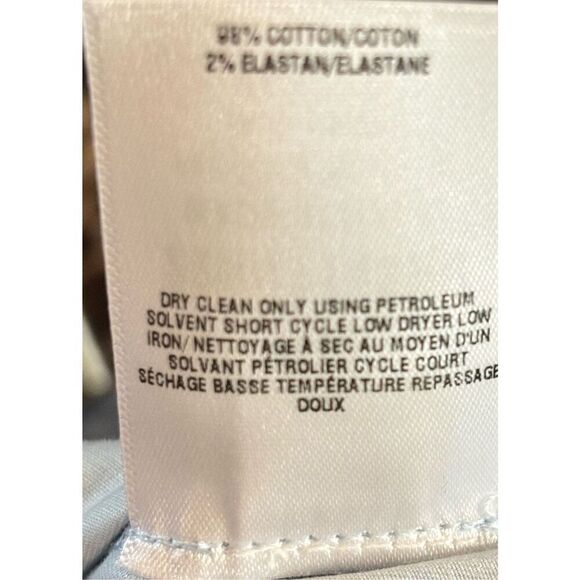 98% COTTON/COTON
2% ELASTAN/ELASTANE
DRY CLEAN ONLY USING PETROLEUM
SOLVENT SHORT CYCLE LOW DRYER LOW
IRON/ NETTOYAGE À SEC AU MOYEN D'UN
SOLVANT PÉTROLIER CYCLE COURT
SÉCHAGE BASSE TEMPÉRATURE REPASSAGE
DOUX